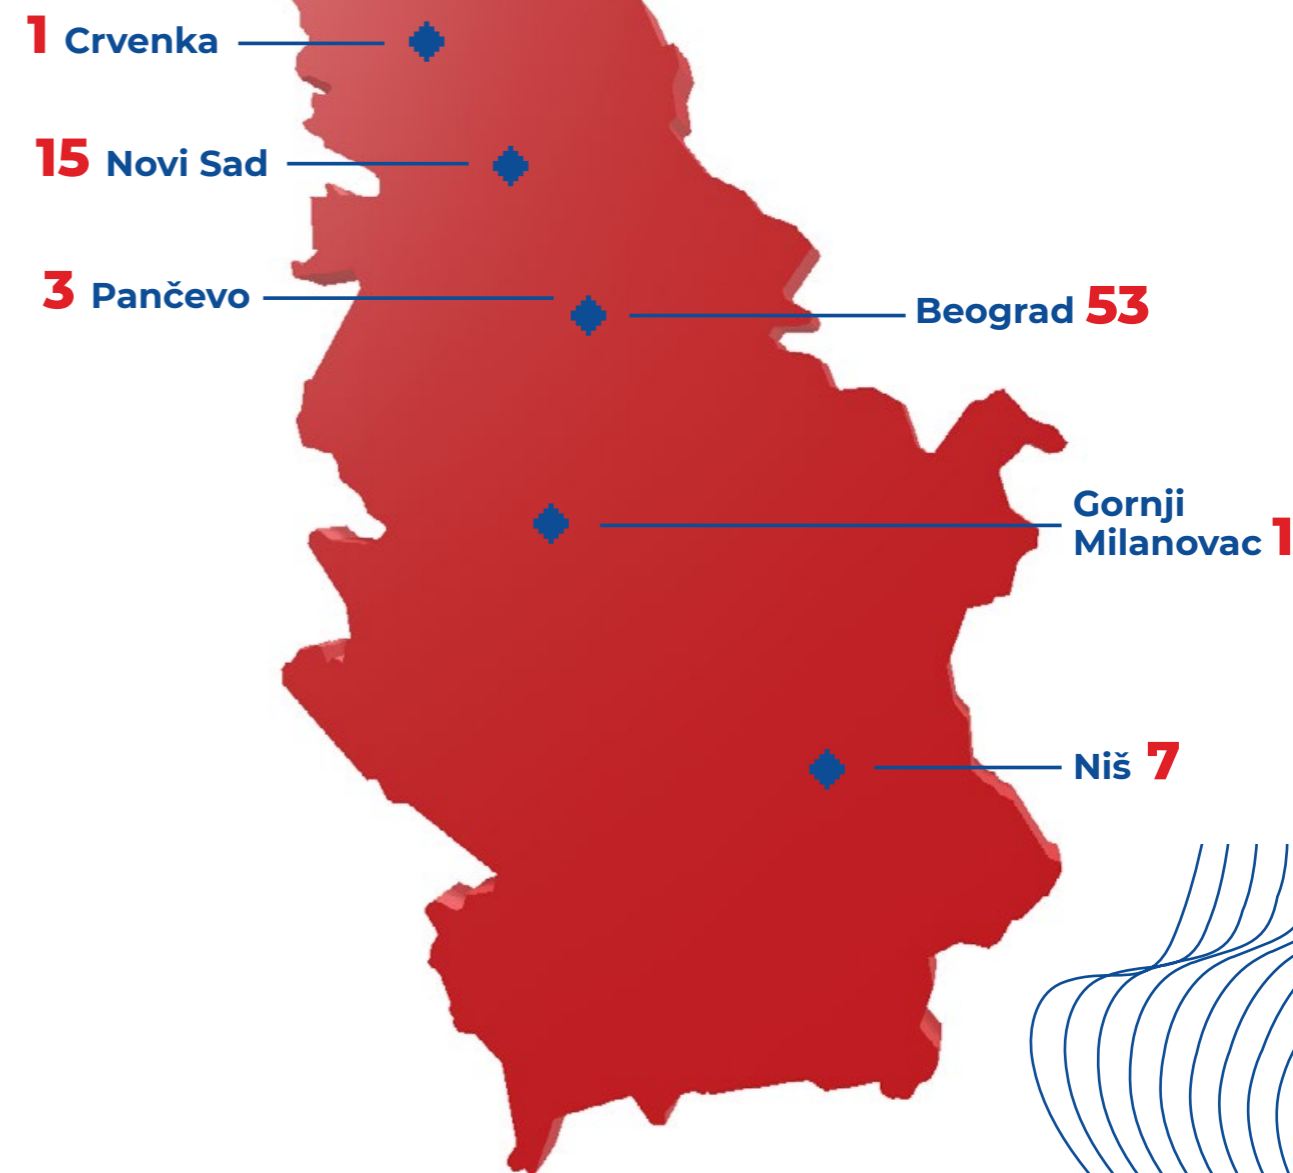 1 Crvenka
15 Novi Sad
3 Pančevo
Beograd 53
Gornji
Milanovac 1
Niš 7